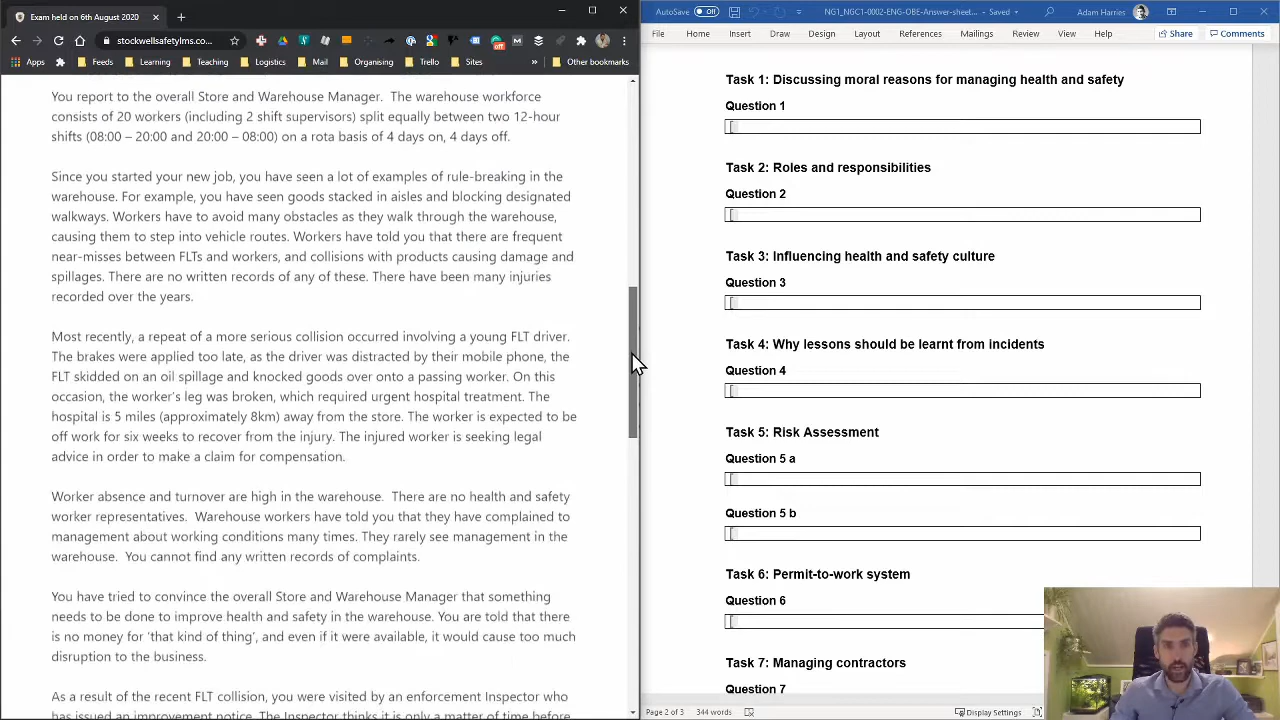 Exam held on 6th August 2020
stockwellsafetylms.co...
Apps
Feeds
Learning
Teaching
Logistics
Mail
Organising
Trello
Sites
»
Other bookmarks
You report to the overall Store and Warehouse Manager. The warehouse workforce
consists of 20 workers (including 2 shift supervisors) split equally between two 12-hour
shifts (08:00 – 20:00 and 20:00 – 08:00) on a rota basis of 4 days on, 4 days off.
Since you started your new job, you have seen a lot of examples of rule-breaking in the
warehouse. For example, you have seen goods stacked in aisles and blocking designated
walkways. Workers have to avoid many obstacles as they walk through the warehouse,
causing them to step into vehicle routes. Workers have told you that there are frequent
near-misses between FLTs and workers, and collisions with products causing damage and
spillages. There are no written records of any of these. There have been many injuries
recorded over the years.
Most recently, a repeat of a more serious collision occurred involving a young FLT driver.
The brakes were applied too late, as the driver was distracted by their mobile phone, the
FLT skidded on an oil spillage and knocked goods over onto a passing worker. On this
occasion, the worker's leg was broken, which required urgent hospital treatment. The
hospital is 5 miles (approximately 8km) away from the store. The worker is expected to be
off work for six weeks to recover from the injury. The injured worker is seeking legal
advice in order to make a claim for compensation.
Worker absence and turnover are high in the warehouse. There are no health and safety
worker representatives. Warehouse workers have told you that they have complained to
management about working conditions many times. They rarely see management in the
warehouse. You cannot find any written records of complaints.
You have tried to convince the overall Store and Warehouse Manager that something
needs to be done to improve health and safety in the warehouse. You are told that there
is no money for 'that kind of thing', and even if it were available, it would cause too much
disruption to the business.
As a result of the recent FLT collision, you were visited by an enforcement Inspector who
has issued an improvement notice. The Inspector thinks it is only a matter of time before
AutoSave Off
NG1_NGC1-0002-ENG-OBE-Answer-sheet... - Saved
Adam Harries
File
Home
Insert
Draw
Design
Layout
References
Mailings
Review
View
Help
Share
Comments
Task 1: Discussing moral reasons for managing health and safety
Question 1
Task 2: Roles and responsibilities
Question 2
Task 3: Influencing health and safety culture
Question 3
Task 4: Why lessons should be learnt from incidents
Question 4
Task 5: Risk Assessment
Question 5 a
Question 5 b
Task 6: Permit-to-work system
Question 6
Task 7: Managing contractors
Question 7
Page 2 of 3
344 words
Display Settings